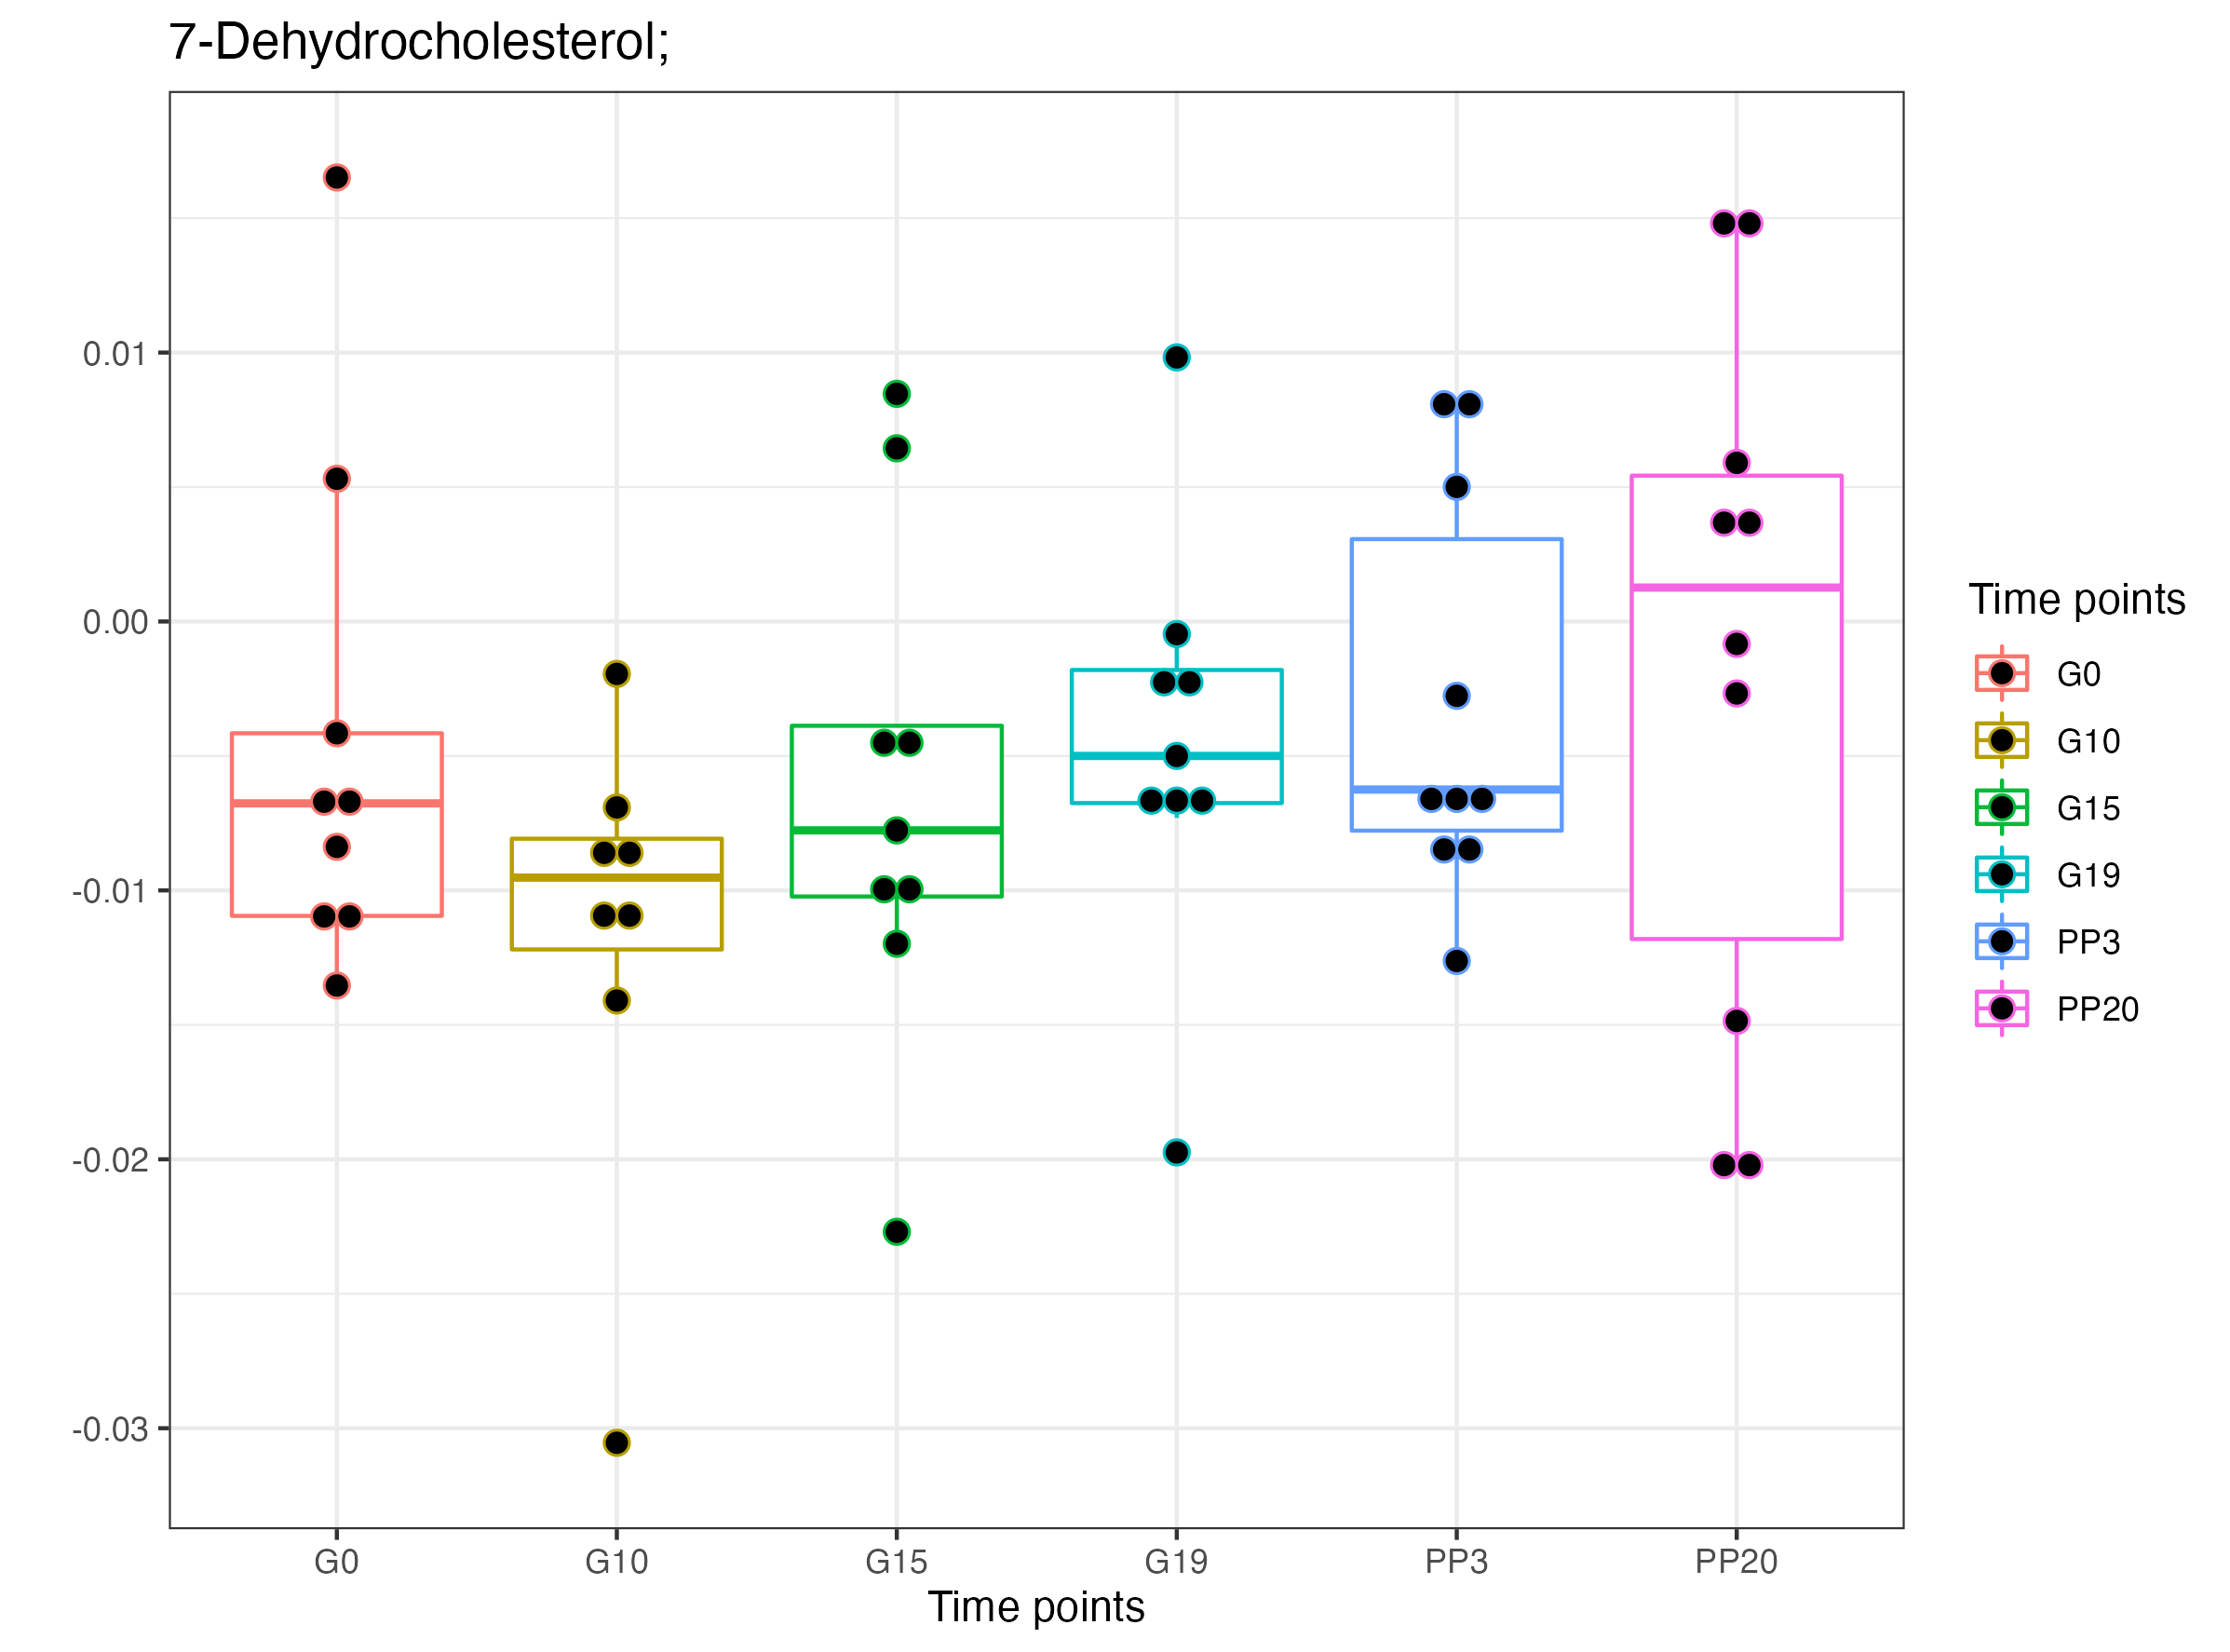 7-Dehydrocholesterol;
0.01
0.00
-0.01
-0.02
-0.03
G0 G10 G15 G19 PP3 PP20
Time points
Time points
G0
G10
G15
G19
PP3
PP20